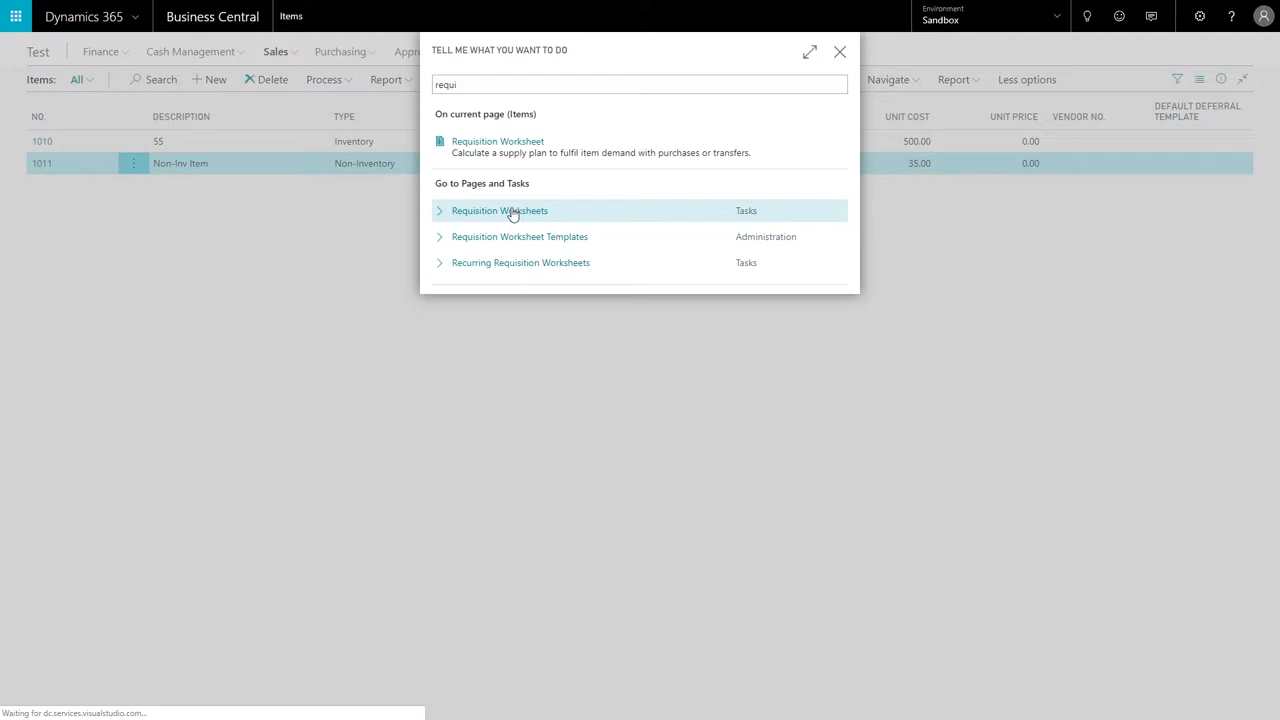 Dynamics 365 Business Central Items Environment Sandbox ?
Test Finance Cash Management Sales Purchasing Appro
TELL ME WHAT YOU WANT TO DO
Items: All Search New Delete Process Report Navigate Report Less options
requi
NO. DESCRIPTION TYPE UNIT COST UNIT PRICE VENDOR NO. DEFAULT DEFERRAL TEMPLATE
On current page (Items)
1010 55 Inventory 500.00 0.00
Requisition Worksheet
Calculate a supply plan to fulfil item demand with purchases or transfers.
1011 Non-Inv Item Non-Inventory 35.00 0.00
Go to Pages and Tasks
Requisition Worksheets Tasks
Requisition Worksheet Templates Administration
Recurring Requisition Worksheets Tasks
Waiting for dc.services.visualstudio.com...